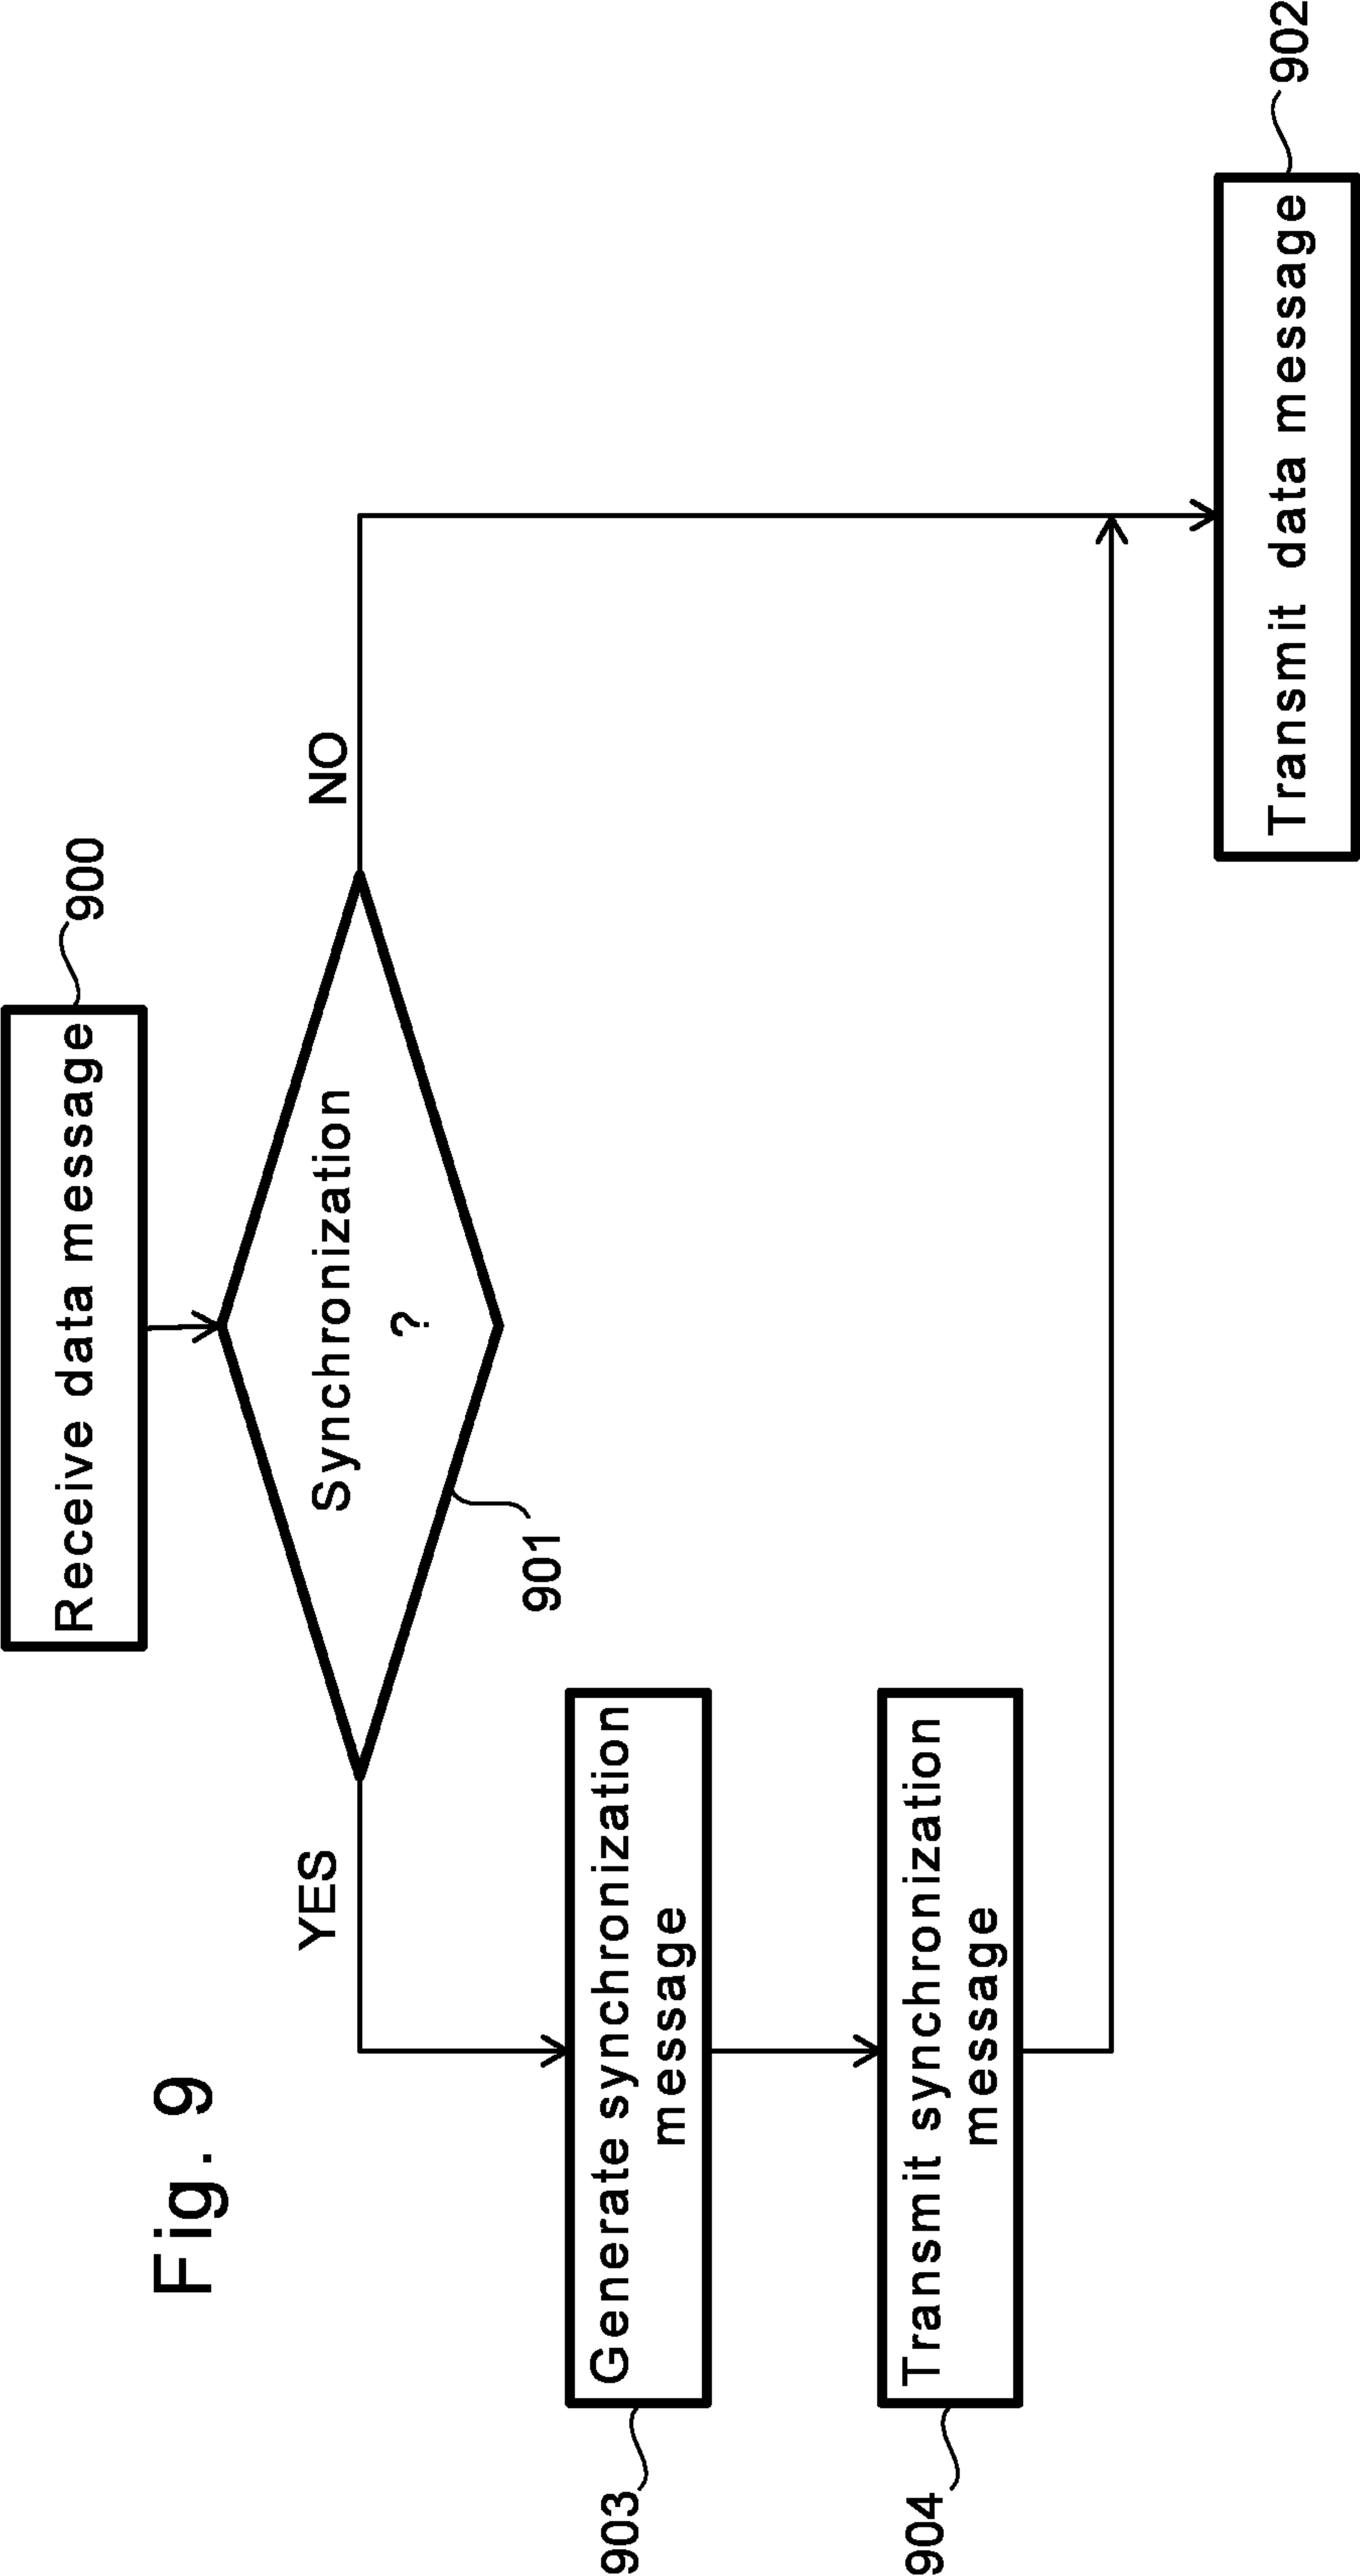 Fig. 9
Receive data message
900
Synchronization
?
901
YES
NO
Generate synchronization
message
903
Transmit synchronization
message
904
Transmit data message
902